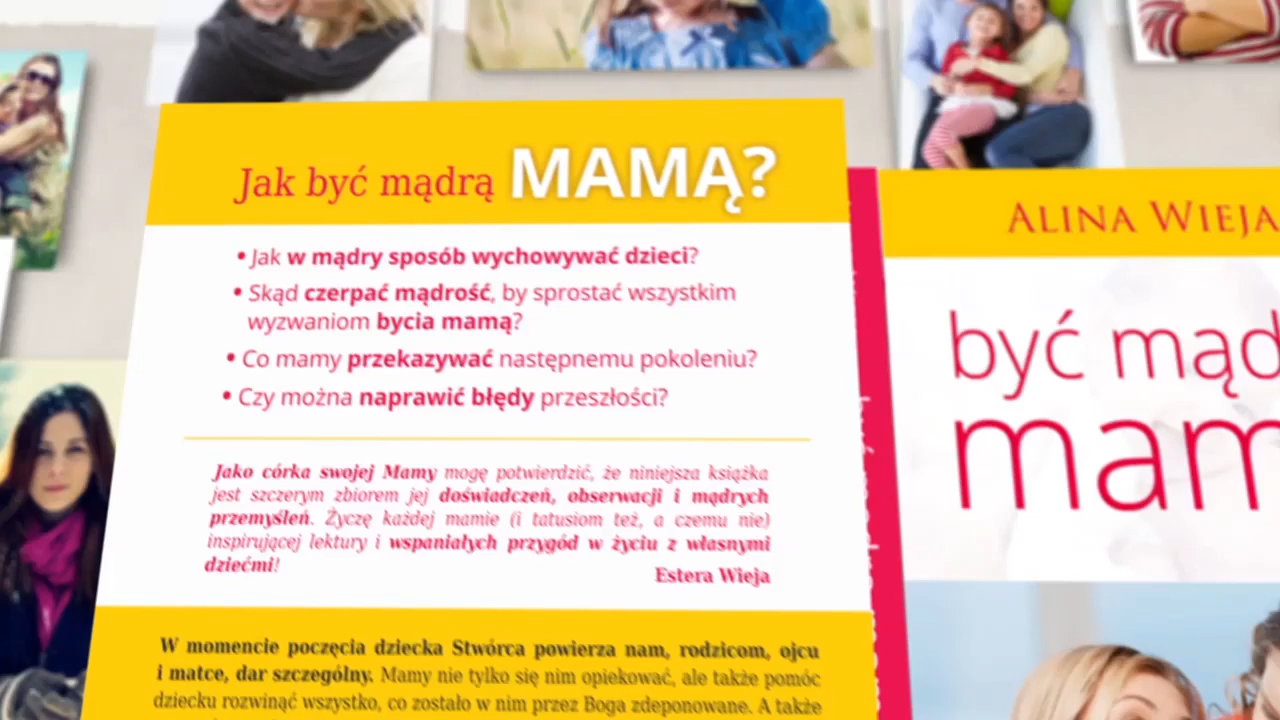 Jak być mądrą MAMĄ?
• Jak w mądry sposób wychowywać dzieci?
• Skąd czerpać mądrość, by sprostać wszystkim
wyzwaniom bycia mamą?
• Co mamy przekazywać następnemu pokoleniu?
• Czy można naprawić błędy przeszłości?
Jako córka swojej Mamy mogę potwierdzić, że niniejsza książka
jest szczerym zbiorem jej doświadczeń, obserwacji i mądrych
przemyśleń. Życzę każdej mamie (i tatusiom też, a czemu nie)
inspirującej lektury i wspaniałych przygód w życiu z własnymi
dziećmi!
Estera Wieja
W momencie poczęcia dziecka Stwórca powierza nam, rodzicom, ojcu
i matce, dar szczególny. Mamy nie tylko się nim opiekować, ale także pomóc
dziecku rozwinąć wszystko, co zostało w nim przez Boga zdeponowane. A także
ALINA WIEJA
być mąd
mam